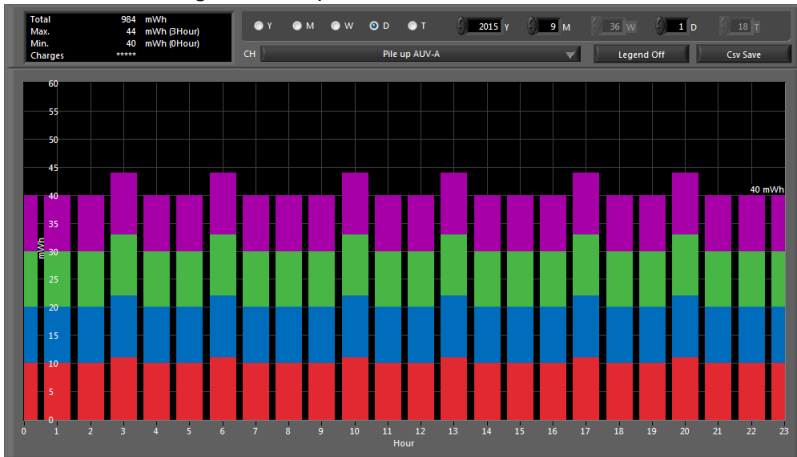 Total 984 mWh
Max. 44 mWh (3Hour)
Min. 40 mWh (0Hour)
Charges *****
Y M W D T 2015 Y 9 M 36 W 1 D 18 T
CH Pile up AUV-A Legend Off Csv Save
60
55
50
45
40 40 mWh
35
30
mWh
25
20
15
10
5
0
0 1 2 3 4 5 6 7 8 9 10 11 12 13 14 15 16 17 18 19 20 21 22 23
Hour